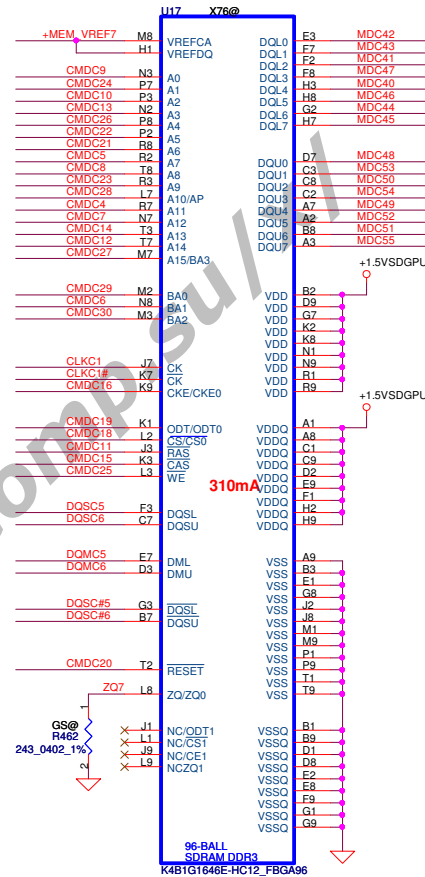 U17 X76@
+MEM_VREF7 M8 VREFCA E3 DQL0 MDC42
H1 VREFDQ F7 DQL1 MDC43
F2 DQL2 MDC41
CMDC9 N3 A0 F8 DQL3 MDC47
CMDC24 P7 A1 H3 DQL4 MDC40
CMDC10 P3 A2 H8 DQL5 MDC46
CMDC13 N2 A3 G2 DQL6 MDC44
CMDC26 P8 A4 H7 DQL7 MDC45
CMDC22 P2 A5
CMDC21 R8 A6
CMDC5 R2 A7 D7 DQU0 MDC48
CMDC8 T8 A8 C3 DQU1 MDC53
CMDC23 R3 A9 C8 DQU2 MDC50
CMDC28 L7 A10/AP C2 DQU3 MDC54
CMDC4 R7 A11 A7 DQU4 MDC49
CMDC7 N7 A12 A2 DQU5 MDC52
CMDC14 T3 A13 B8 DQU6 MDC51
CMDC12 T7 A14 A3 DQU7 MDC55
CMDC27 M7 A15/BA3
+1.5VSDGPU
CMDC29 M2 BA0 B2 VDD
CMDC6 N8 BA1 D9 VDD
CMDC30 M3 BA2 G7 VDD
K2 VDD
K8 VDD
N1 VDD
CLKC1 J7 CK N9 VDD
CLKC1# K7 CK R1 VDD
CMDC16 K9 CKE/CKE0 R9 VDD
+1.5VSDGPU
CMDC19 K1 ODT/ODT0 A1 VDDQ
CMDC18 L2 CS/CS0 A8 VDDQ
CMDC11 J3 RAS C1 VDDQ
CMDC15 K3 CAS C9 VDDQ
CMDC25 L3 WE D2 VDDQ
310mA E9 VDDQ
F1 VDDQ
DQSC5 F3 DQSL H2 VDDQ
DQSC6 C7 DQSU H9 VDDQ
DQMC5 E7 DML A9 VSS
DQMC6 D3 DMU B3 VSS
E1 VSS
G8 VSS
DQSC#5 G3 DQSL J2 VSS
DQSC#6 B7 DQSU J8 VSS
M1 VSS
M9 VSS
P1 VSS
CMDC20 T2 RESET P9 VSS
T1 VSS
ZQ7 L8 ZQ/ZQ0 T9 VSS
1
GS@
R462
243_0402_1%
2
J1 NC/ODT1 B1 VSSQ
L1 NC/CS1 B9 VSSQ
J9 NC/CE1 D1 VSSQ
L9 NCZQ1 D8 VSSQ
E2 VSSQ
E8 VSSQ
F9 VSSQ
G1 VSSQ
G9 VSSQ
96-BALL
SDRAM DDR3
K4B1G1646E-HC12_FBGA96
omp.su/x/